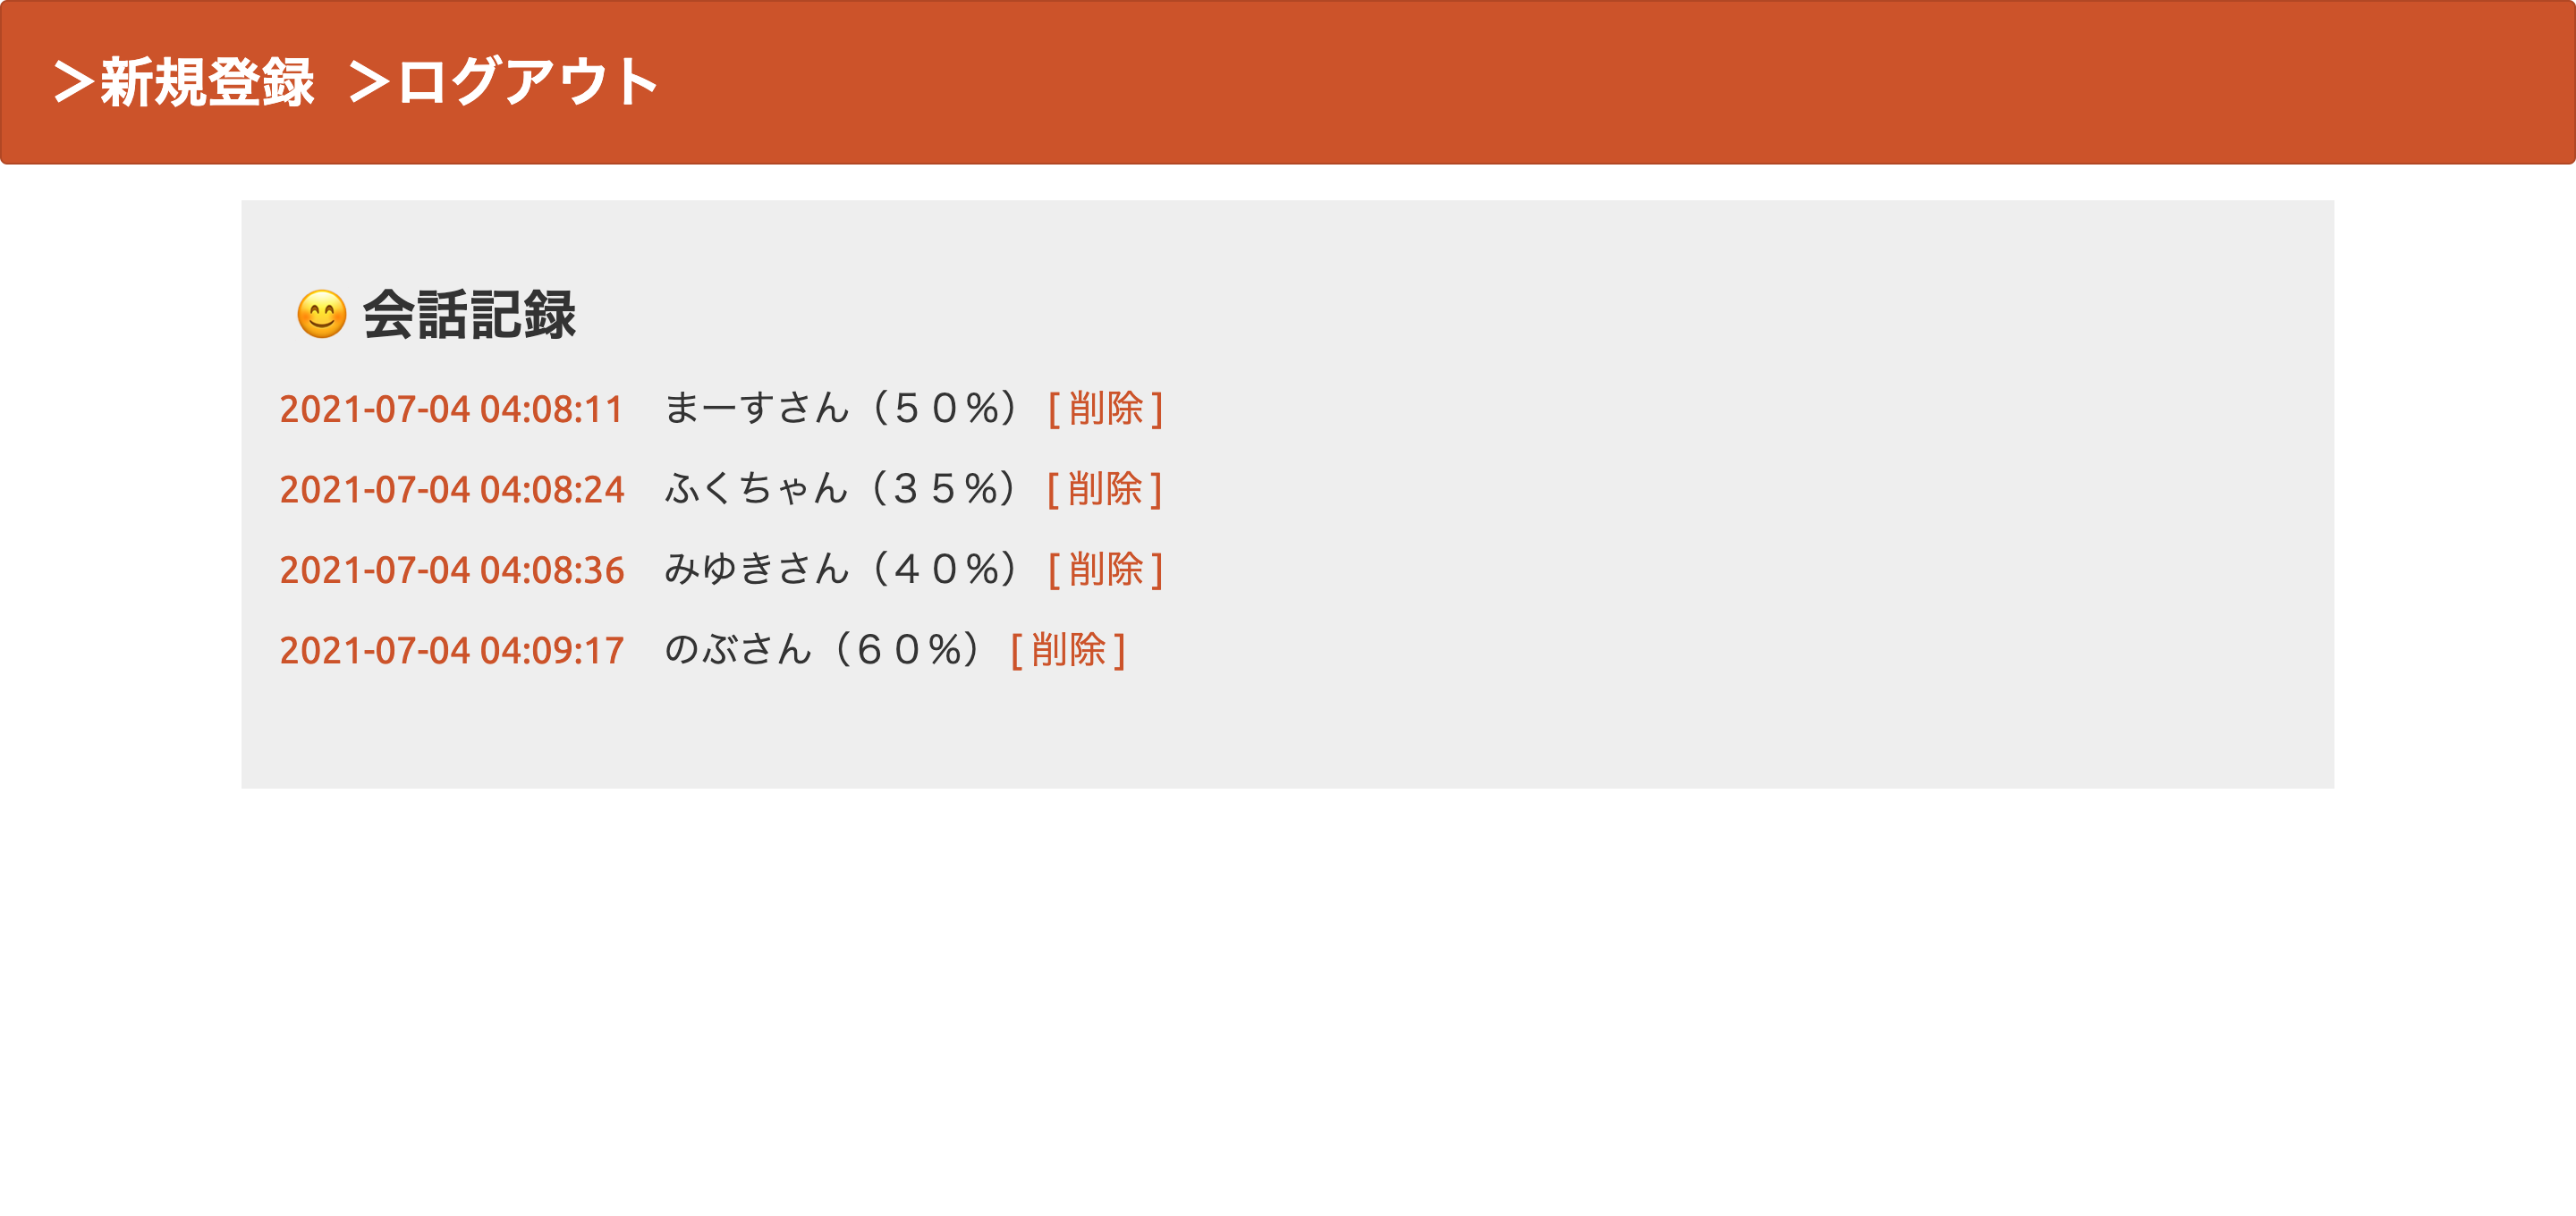 ＞新規登録 ＞ログアウト
😊 会話記録
2021-07-04 04:08:11 まーすさん（５０％） [ 削除 ]
2021-07-04 04:08:24 ふくちゃん（３５％） [ 削除 ]
2021-07-04 04:08:36 みゆきさん（４０％） [ 削除 ]
2021-07-04 04:09:17 のぶさん（６０％） [ 削除 ]